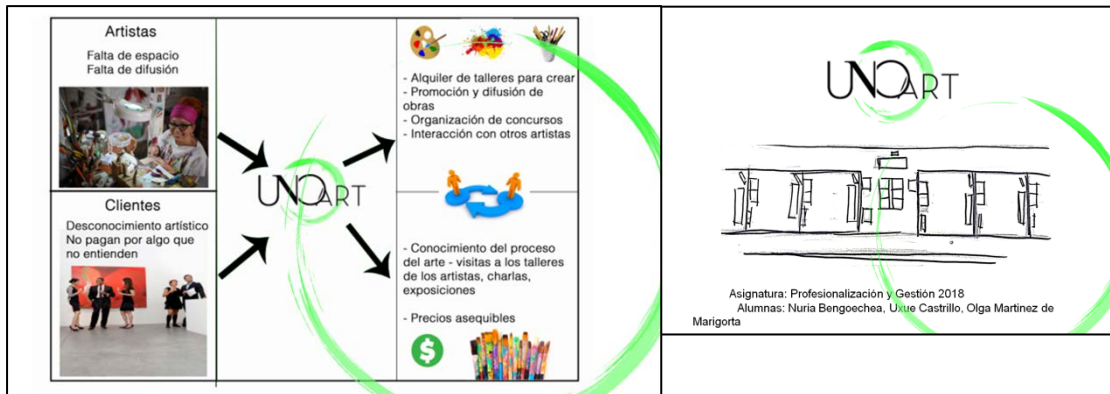 Artistas
Falta de espacio
Falta de difusión
Clientes
Desconocimiento artístico
No pagan por algo que
no entienden
UNOART
- Alquiler de talleres para crear
- Promoción y difusión de
obras
- Organización de concursos
- Interacción con otros artistas
- Conocimiento del proceso
del arte - visitas a los talleres
de los artistas, charlas,
exposiciones
- Precios asequibles
$
UNOART
Asignatura: Profesionalización y Gestión 2018
Alumnas: Nuria Bengoechea, Uxue Castrillo, Olga Martinez de
Marigorta